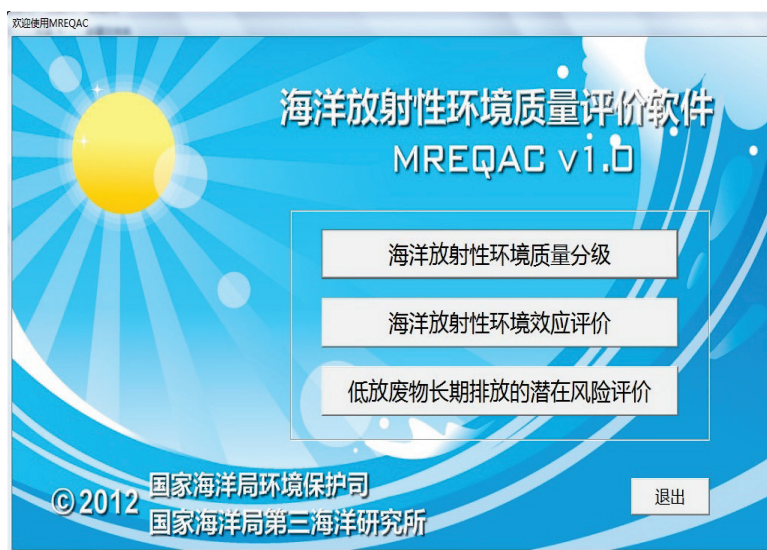 欢迎使用MREQAC
海洋放射性环境质量评价软件
MREQAC v1.0
海洋放射性环境质量分级
海洋放射性环境效应评价
低放废物长期排放的潜在风险评价
©2012 国家海洋局环境保护司
国家海洋局第三海洋研究所
退出